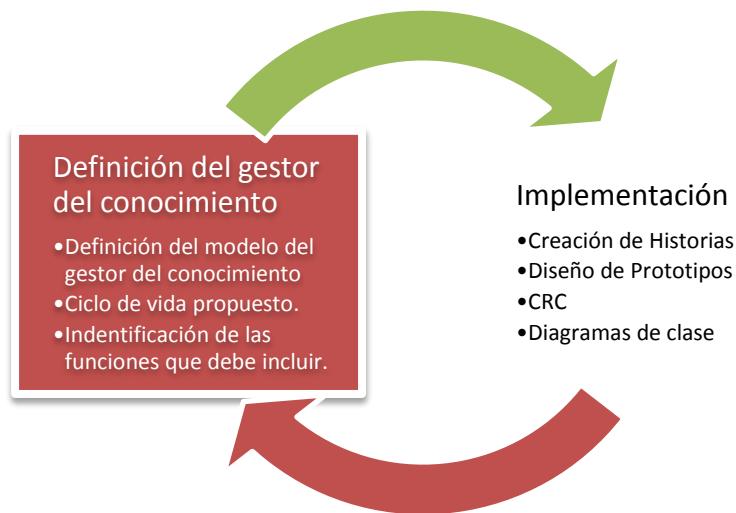 Definición del gestor
del conocimiento
•Definición del modelo del
gestor del conocimiento
•Ciclo de vida propuesto.
•Indentificación de las
funciones que debe incluir.
Implementación
•Creación de Historias
•Diseño de Prototipos
•CRC
•Diagramas de clase